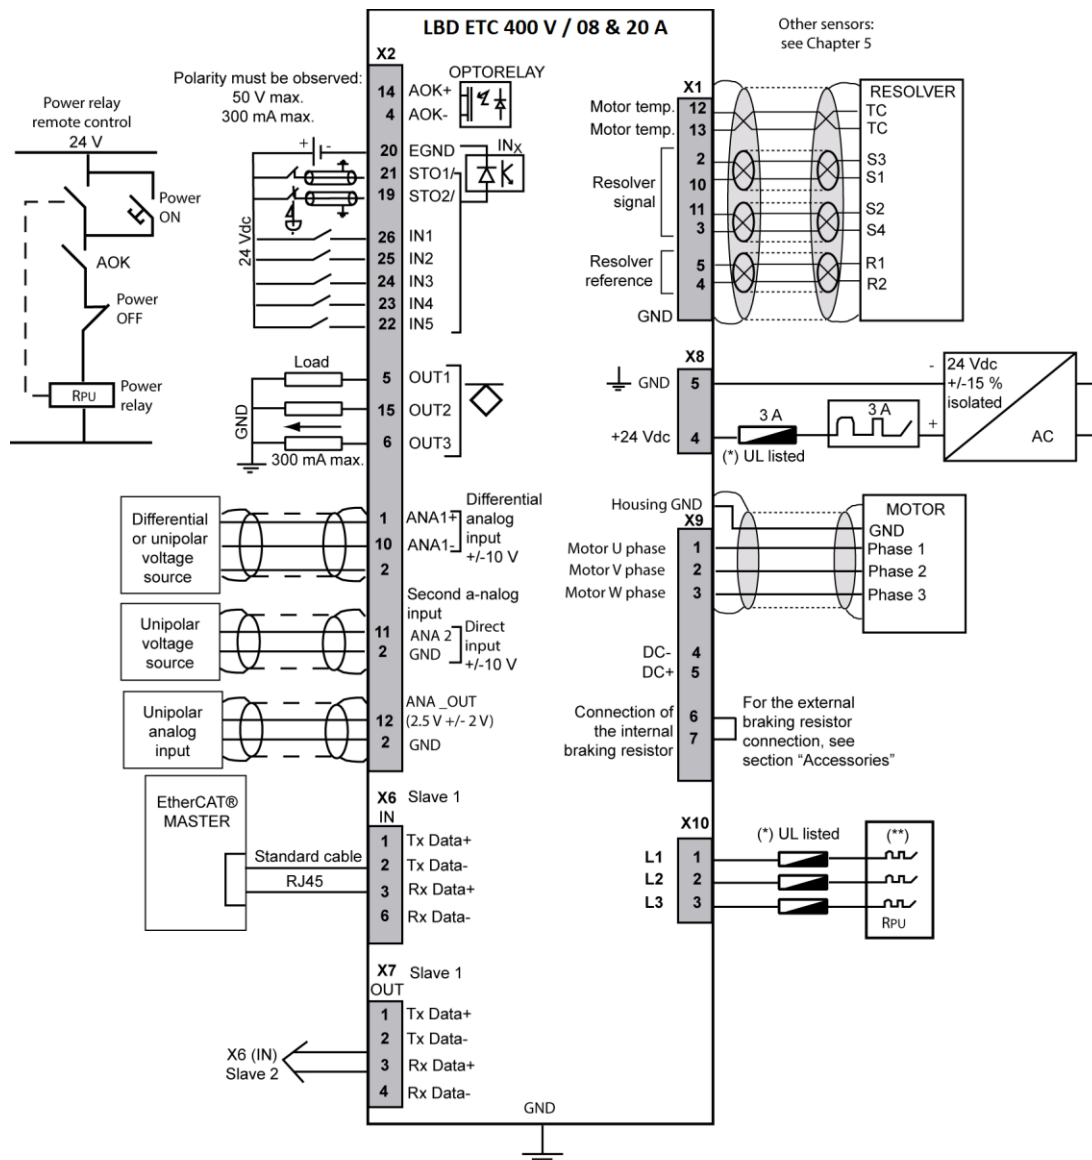 LBD ETC 400 V / 08 & 20 A
Other sensors:
see Chapter 5
Power relay
remote control
24 V
Power
ON
AOK
Power
OFF
RPU
Power
relay
Polarity must be observed:
50 V max.
300 mA max.
X2
OPTORELAY
14 AOK+
4 AOK-
+ -
20 EGND
INX
21 STO1/
19 STO2/
24 Vdc
26 IN1
25 IN2
24 IN3
23 IN4
22 IN5
Load
GND
5 OUT1
15 OUT2
6 OUT3
300 mA max.
Differential
or unipolar
voltage
source
1 ANA1+
10 ANA1-
2
Differential
analog
input
+/-10 V
Unipolar
voltage
source
Second a-nalog
input
11 ANA 2
2 GND
Direct
input
+/-10 V
Unipolar
analog
input
ANA _OUT
12 (2.5 V +/- 2 V)
2 GND
EtherCAT®
MASTER
Standard cable
RJ45
X6 Slave 1
IN
1 Tx Data+
2 Tx Data-
3 Rx Data+
6 Rx Data-
X7 Slave 1
OUT
1 Tx Data+
2 Tx Data-
3 Rx Data+
4 Rx Data-
X6 (IN)
Slave 2
GND
X1
RESOLVER
Motor temp. 12 TC
Motor temp. 13 TC
Resolver
signal
2 S3
10 S1
11 S2
3 S4
Resolver
reference
5 R1
4 R2
GND
X8
GND 5 -
+24 Vdc 4
3 A
(*) UL listed
3 A
+
24 Vdc
+/-15 %
isolated
AC
Housing GND
X9
MOTOR
GND
Motor U phase 1 Phase 1
Motor V phase 2 Phase 2
Motor W phase 3 Phase 3
DC- 4
DC+ 5
Connection of
the internal
braking resistor
6
7
For the external
braking resistor
connection, see
section “Accessories”
X10
(*) UL listed
(**)
L1 1
L2 2
L3 3
RPU